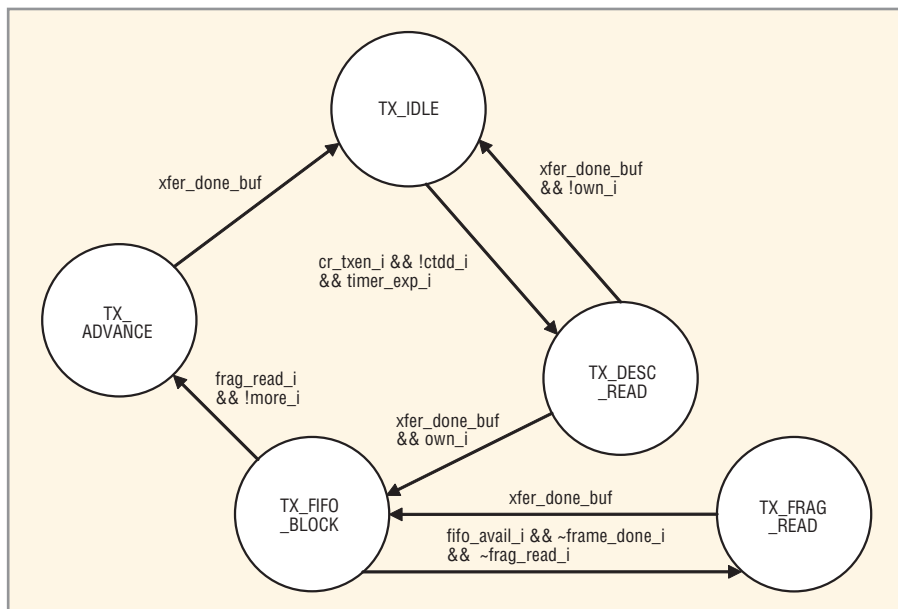 TX_IDLE
xfer_done_buf
xfer_done_buf
&& !own_i
cr_txen_i && !ctdd_i
&& timer_exp_i
TX_
ADVANCE
TX_DESC
_READ
frag_read_i
&& !more_i
xfer_done_buf
&& own_i
TX_FIFO
_BLOCK
xfer_done_buf
TX_FRAG
_READ
fifo_avail_i && ~frame_done_i
&& ~frag_read_i